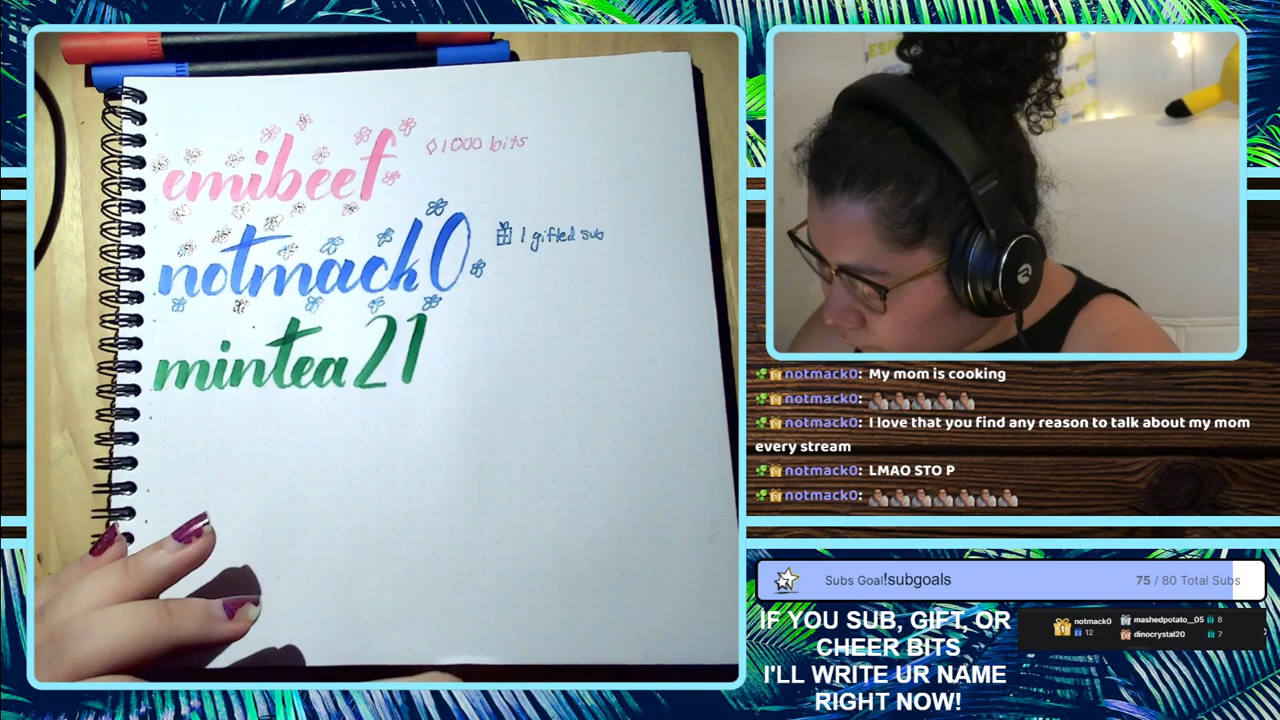 emibeef 1000 bits
notmack0 1 gifted sub
mintea21
notmack0: My mom is cooking
notmack0:
notmack0: I love that you find any reason to talk about my mom
every stream
notmack0: LMAO STO P
notmack0:
Subs Goal !subgoals 75 / 80 Total Subs
IF YOU SUB, GIFT, OR
CHEER BITS
I'LL WRITE UR NAME
RIGHT NOW!
1 notmack0 12
mashedpotato__05 8
dinocrystal20 7